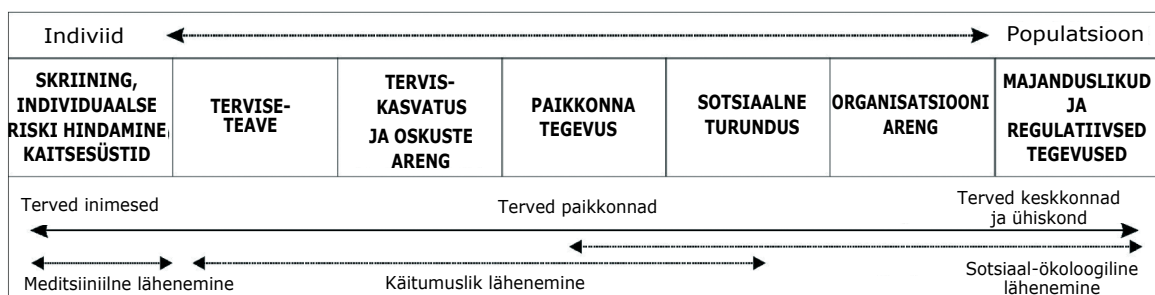 Indiviid
Populatsioon
SKRIINING,
INDIVIDUAALSE
RISKI HINDAMINE,
KAITSESÜSTID
TERVISE-
TEAVE
TERVIS-
KASVATUS
JA OSKUSTE
ARENG
PAIKKONNA
TEGEVUS
SOTSIAALNE
TURUNDUS
ORGANISATSIOONI
ARENG
MAJANDUSLIKUD
JA
REGULATIIVSED
TEGEVUSED
Terved inimesed
Terved paikkonnad
Terved keskkonnad
ja ühiskond
Meditsiiniilne lähenemine
Käitumuslik lähenemine
Sotsiaal-ökoloogiline
lähenemine